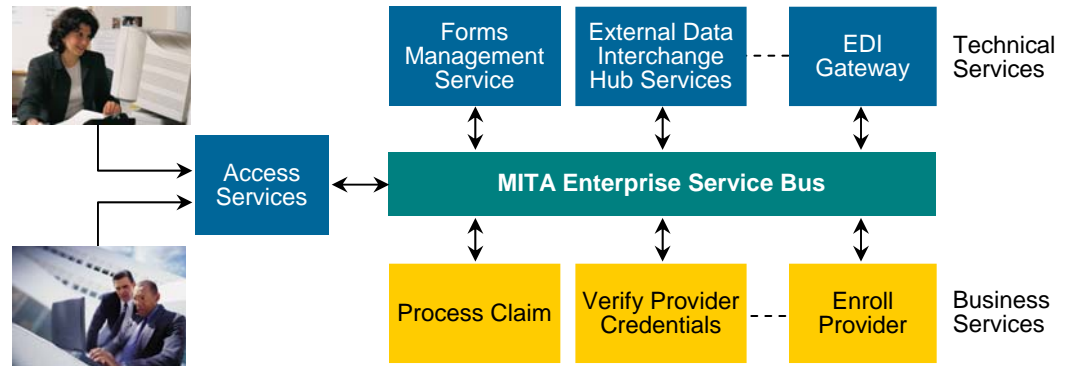 Forms
Management
Service
External Data
Interchange
Hub Services
EDI
Gateway
Technical
Services
Access
Services
MITA Enterprise Service Bus
Process Claim
Verify Provider
Credentials
Enroll
Provider
Business
Services